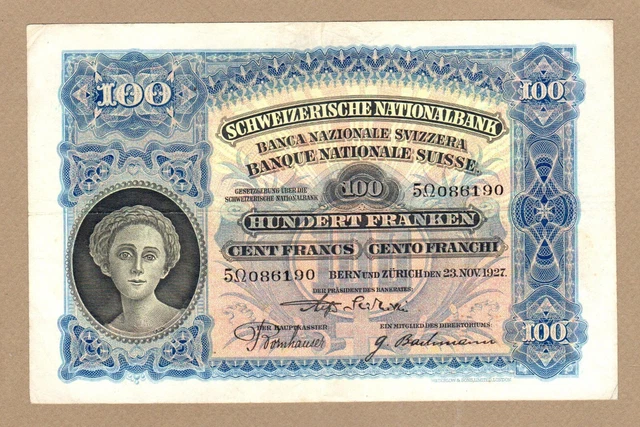 100
100
SCHWEIZERISCHE NATIONALBANK
BANCA NAZIONALE SVIZZERA
BANQUE NATIONALE SUISSE.
GESETZGEBUNG ÜBER DIE
SCHWEIZERISCHE NATIONALBANK
100
5Ω086190
HUNDERT FRANKEN
CENT FRANCS
CENTO FRANCHI
5Ω086190
BERN UND ZÜRICH DEN 23. NOV. 1927.
DER PRÄSIDENT DES BANKRATES:
DER HAUPTKASSIER
EIN MITGLIED DES DIREKTORIUMS:
Bornhauser
G. Bachmann
100